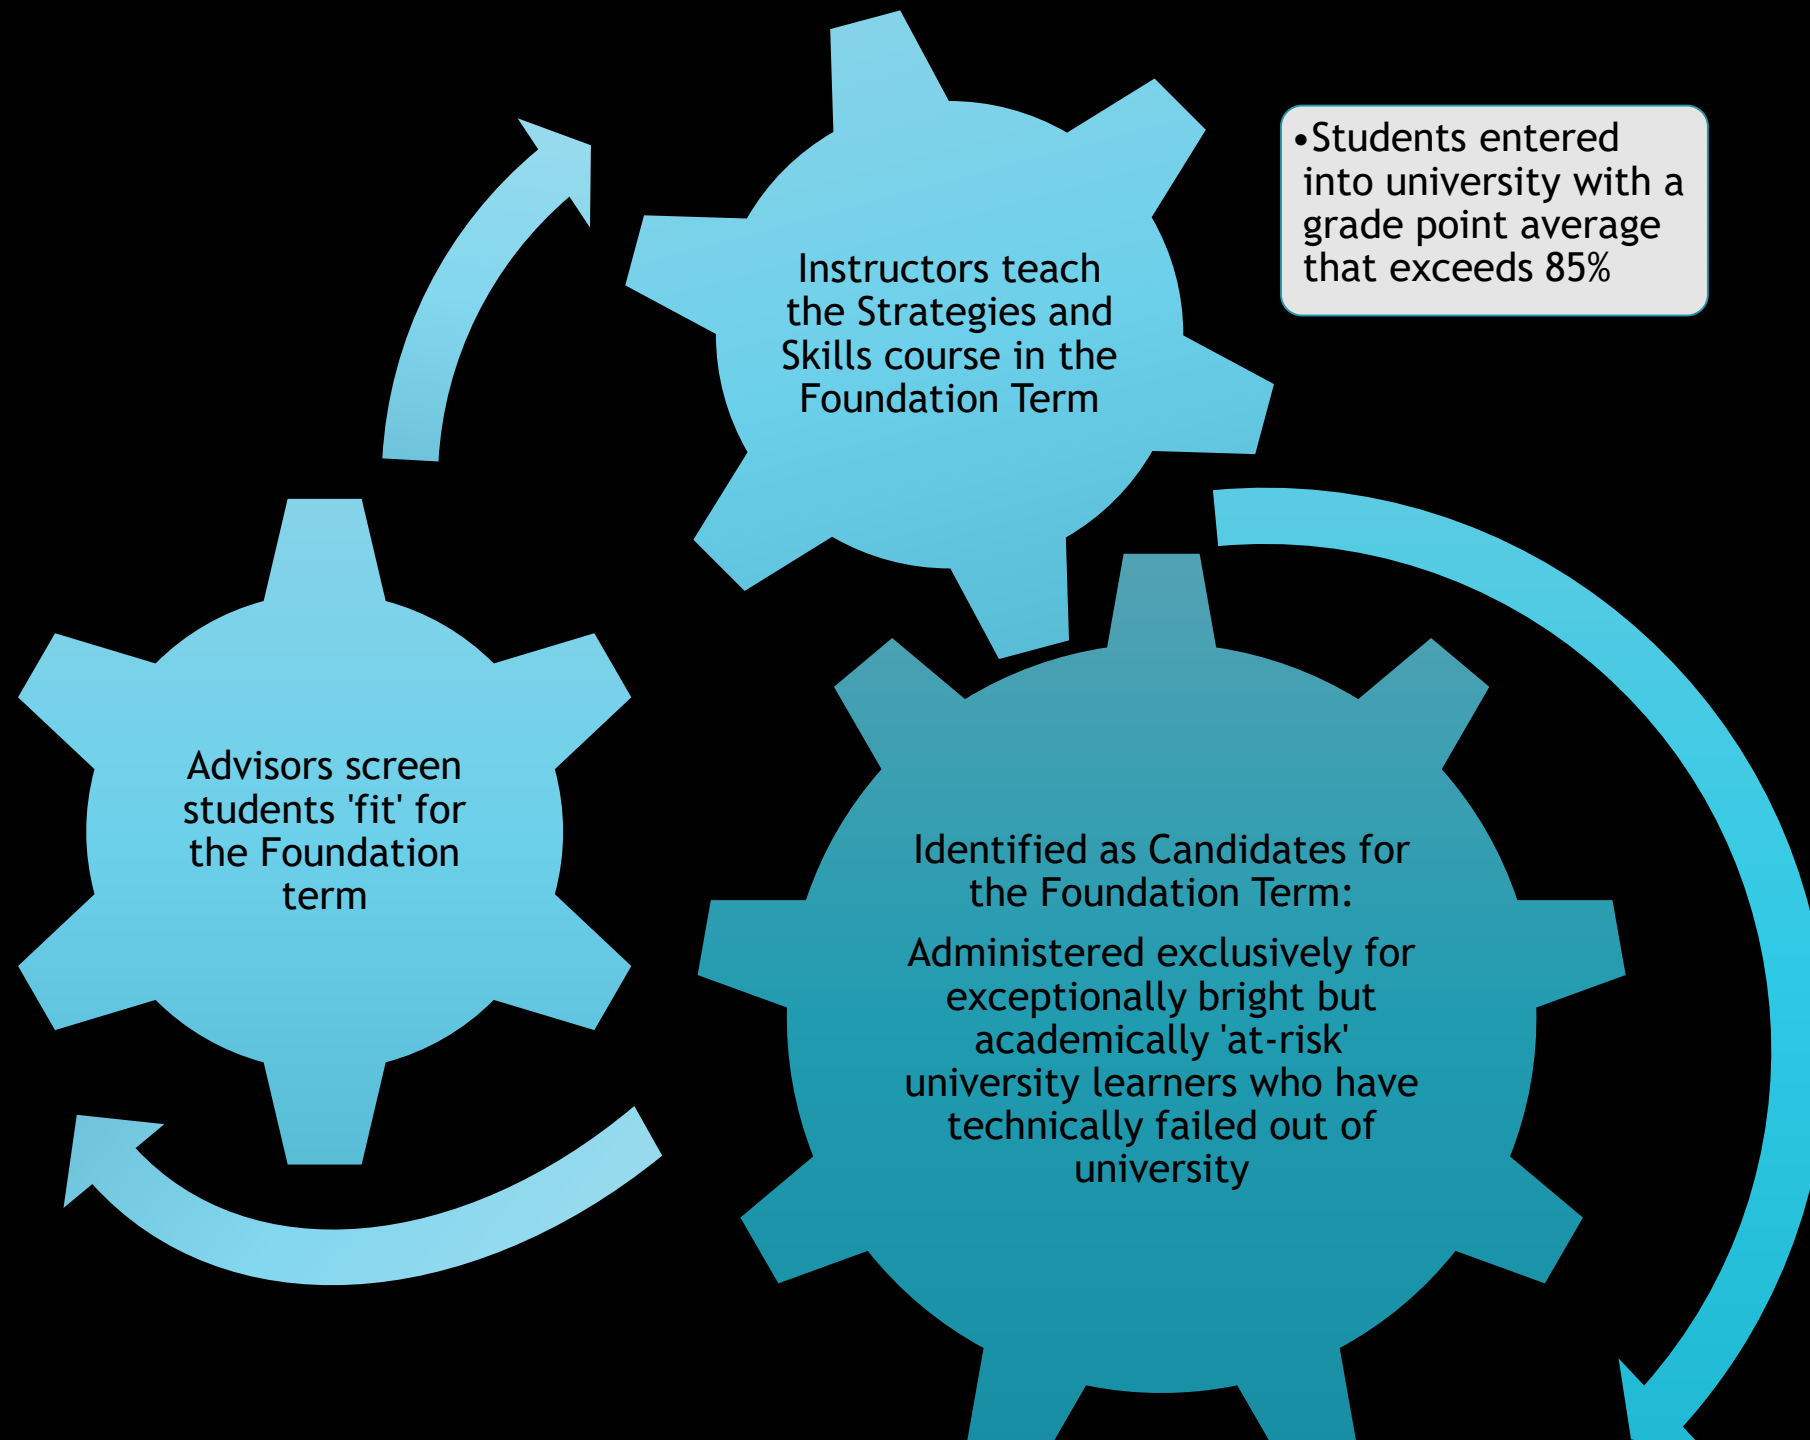 Instructors teach
the Strategies and
Skills course in the
Foundation Term
•Students entered
into university with a
grade point average
that exceeds 85%
Advisors screen
students 'fit' for
the Foundation
term
Identified as Candidates for
the Foundation Term:
Administered exclusively for
exceptionally bright but
academically 'at-risk'
university learners who have
technically failed out of
university